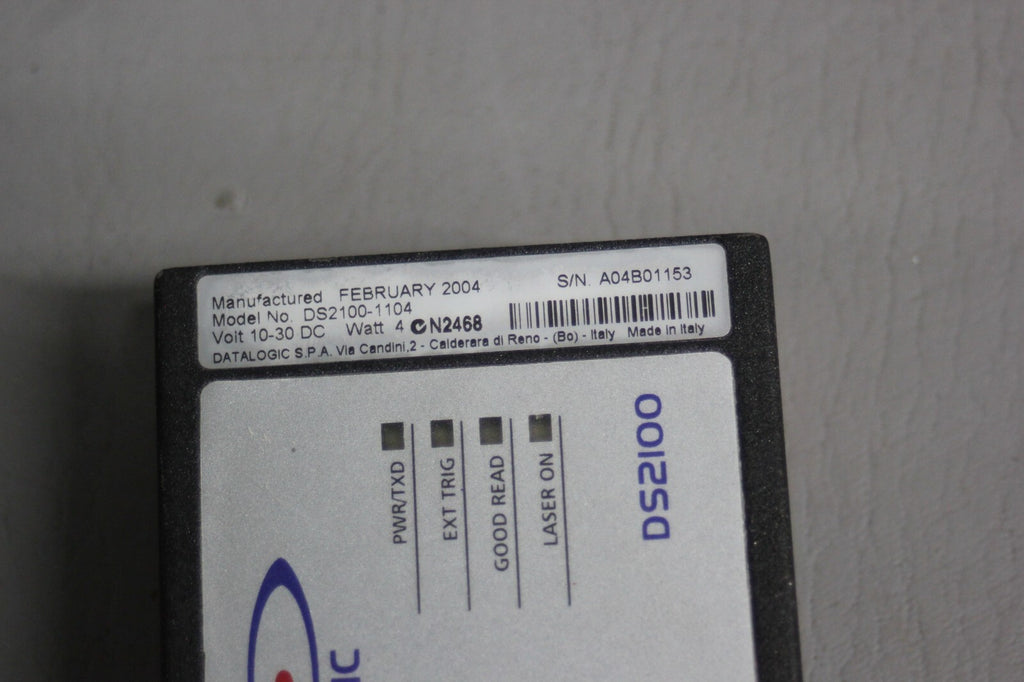 Manufactured FEBRUARY 2004 S/N. A04B01153
Model No. DS2100-1104
Volt 10-30 DC Watt 4 N2468
DATALOGIC S.P.A. Via Candini,2 - Calderara di Reno - (Bo) - Italy Made in Italy
PWR/TXD
EXT TRIG
GOOD READ
LASER ON
DS2100
IC